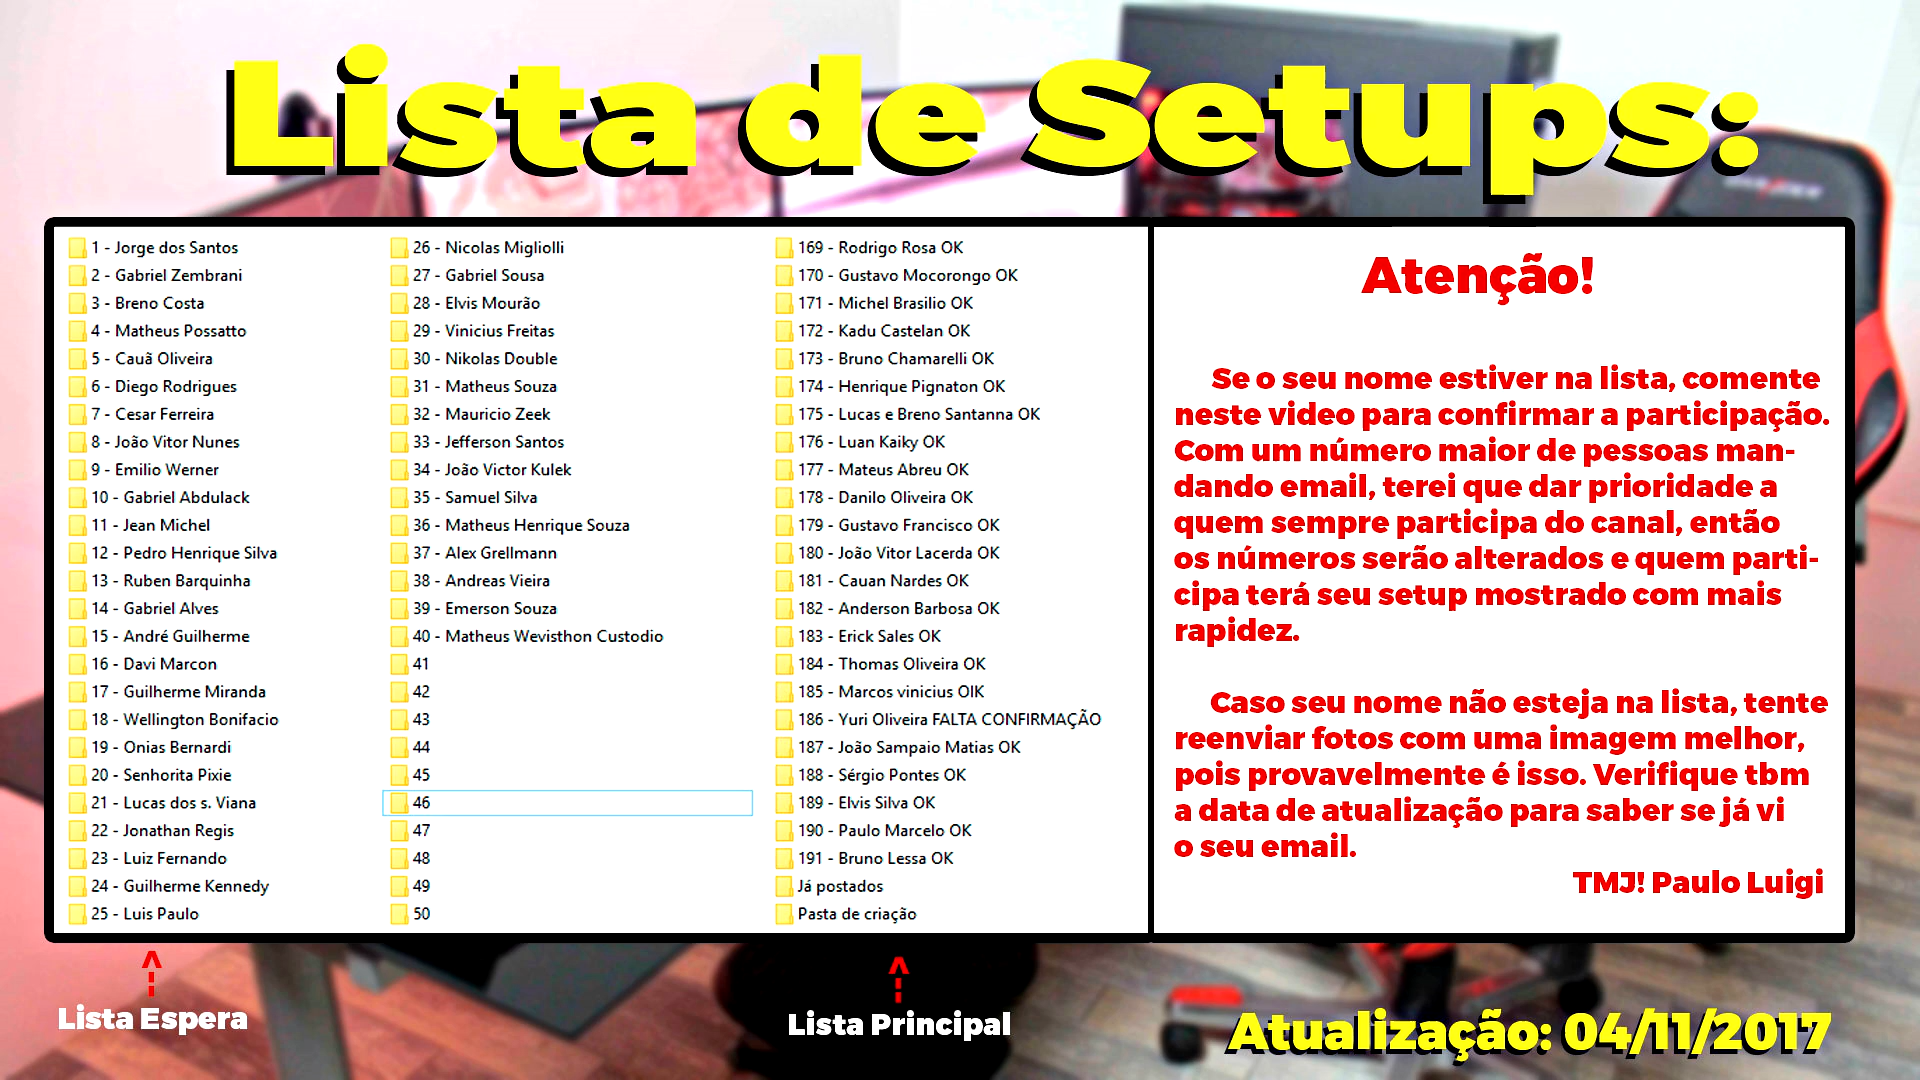 Lista de Setups:
1 - Jorge dos Santos
2 - Gabriel Zembrani
3 - Breno Costa
4 - Matheus Possatto
5 - Cauã Oliveira
6 - Diego Rodrigues
7 - Cesar Ferreira
8 - João Vitor Nunes
9 - Emilio Werner
10 - Gabriel Abdulack
11 - Jean Michel
12 - Pedro Henrique Silva
13 - Ruben Barquinha
14 - Gabriel Alves
15 - André Guilherme
16 - Davi Marcon
17 - Guilherme Miranda
18 - Wellington Bonifacio
19 - Onias Bernardi
20 - Senhorita Pixie
21 - Lucas dos s. Viana
22 - Jonathan Regis
23 - Luiz Fernando
24 - Guilherme Kennedy
25 - Luis Paulo
26 - Nicolas Migliolli
27 - Gabriel Sousa
28 - Elvis Mourão
29 - Vinicius Freitas
30 - Nikolas Double
31 - Matheus Souza
32 - Mauricio Zeek
33 - Jefferson Santos
34 - João Victor Kulek
35 - Samuel Silva
36 - Matheus Henrique Souza
37 - Alex Grellmann
38 - Andreas Vieira
39 - Emerson Souza
40 - Matheus Wevisthon Custodio
41
42
43
44
45
46
47
48
49
50
169 - Rodrigo Rosa OK
170 - Gustavo Mocorongo OK
171 - Michel Brasilio OK
172 - Kadu Castelan OK
173 - Bruno Chamarelli OK
174 - Henrique Pignaton OK
175 - Lucas e Breno Santanna OK
176 - Luan Kaiky OK
177 - Mateus Abreu OK
178 - Danilo Oliveira OK
179 - Gustavo Francisco OK
180 - João Vitor Lacerda OK
181 - Cauan Nardes OK
182 - Anderson Barbosa OK
183 - Erick Sales OK
184 - Thomas Oliveira OK
185 - Marcos vinicius OIK
186 - Yuri Oliveira FALTA CONFIRMAÇÃO
187 - João Sampaio Matias OK
188 - Sérgio Pontes OK
189 - Elvis Silva OK
190 - Paulo Marcelo OK
191 - Bruno Lessa OK
Já postados
Pasta de criação
Atenção!
Se o seu nome estiver na lista, comente
neste video para confirmar a participação.
Com um número maior de pessoas man-
dando email, terei que dar prioridade a
quem sempre participa do canal, então
os números serão alterados e quem parti-
cipa terá seu setup mostrado com mais
rapidez.
Caso seu nome não esteja na lista, tente
reenviar fotos com uma imagem melhor,
pois provavelmente é isso. Verifique tbm
a data de atualização para saber se já vi
o seu email.
TMJ! Paulo Luigi
Lista Espera
Lista Principal
Atualização: 04/11/2017